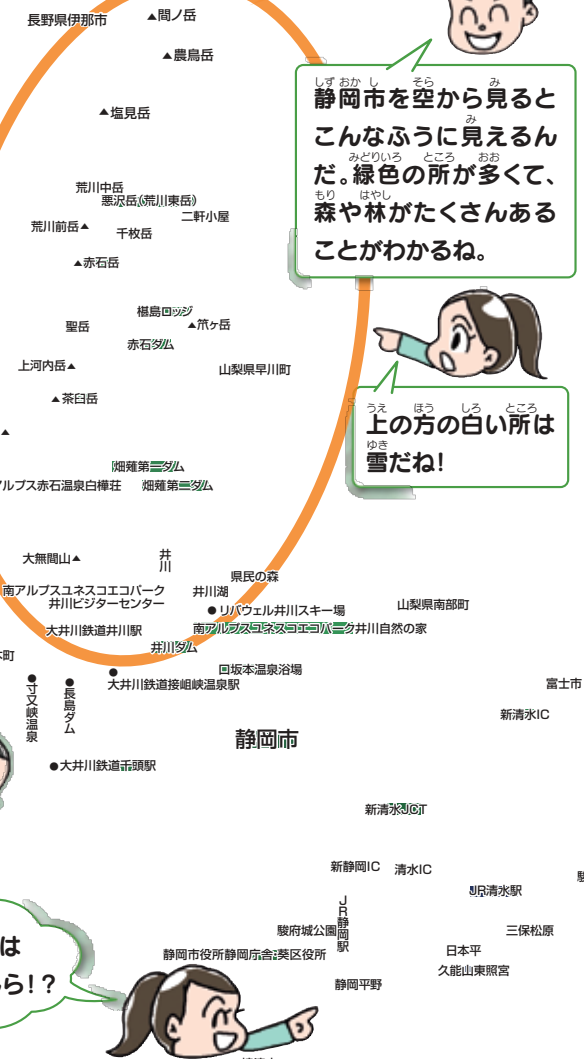 長野県伊那市
▲間ノ岳
▲農鳥岳
静岡市を空から見ると
こんなふうに見えるん
だ。緑色の所が多くて、
森や林がたくさんある
ことがわかるね。
▲塩見岳
荒川中岳
悪沢岳(荒川東岳)
二軒小屋
荒川前岳▲
千枚岳
▲赤石岳
椹島ロッジ
聖岳
▲笊ヶ岳
赤石ダム
上河内岳▲
山梨県早川町
▲茶臼岳
上の方の白い所は
雪だね!
▲
畑薙第一ダム
ルプス赤石温泉白樺荘
畑薙第二ダム
大無間山▲
井川
県民の森
南アルプスユネスコエコパーク
井川ビジターセンター
井川湖
●リバウェル井川スキー場
山梨県南部町
大井川鉄道井川駅
南アルプスユネスコエコパーク井川自然の家
井川ダム
本町
口坂本温泉浴場
●寸又峡温泉
●長島ダム
●
大井川鉄道接岨峡温泉駅
富士市
新清水IC
静岡市
●大井川鉄道千頭駅
新清水JCT
新静岡IC
清水IC
JR清水駅
JR静岡駅
駿府城公園
三保松原
静岡市役所静岡庁舎・葵区役所
日本平
久能山東照宮
静岡平野
は
ら!?